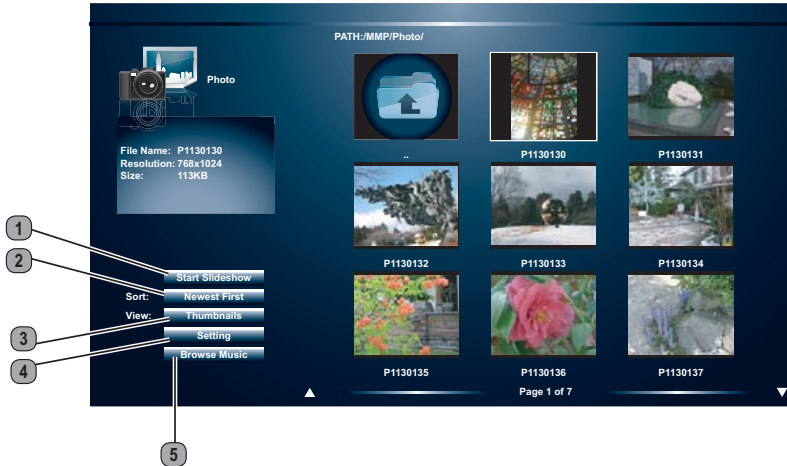 PATH:/MMP/Photo/
Photo
File Name: P1130130
Resolution: 768x1024
Size: 113KB
..
P1130130
P1130131
P1130132
P1130133
P1130134
P1130135
P1130136
P1130137
1
Start Slideshow
2
Sort: Newest First
View: Thumbnails
3
Setting
4
Browse Music
5
Page 1 of 7